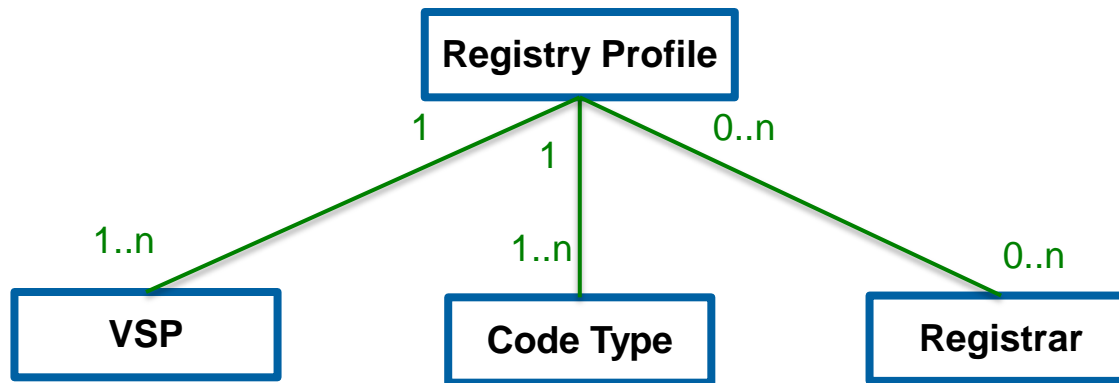 Registry Profile
1
1
0..n
1..n
1..n
0..n
VSP
Code Type
Registrar